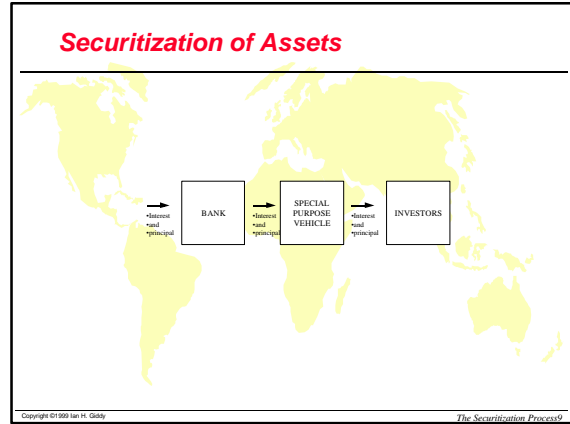 Securitization of Assets
•Interest
•and
•principal
BANK
•Interest
•and
•principal
SPECIAL
PURPOSE
VEHICLE
•Interest
•and
•principal
INVESTORS
Copyright ©1999 Ian H. Giddy
The Securitization Process9